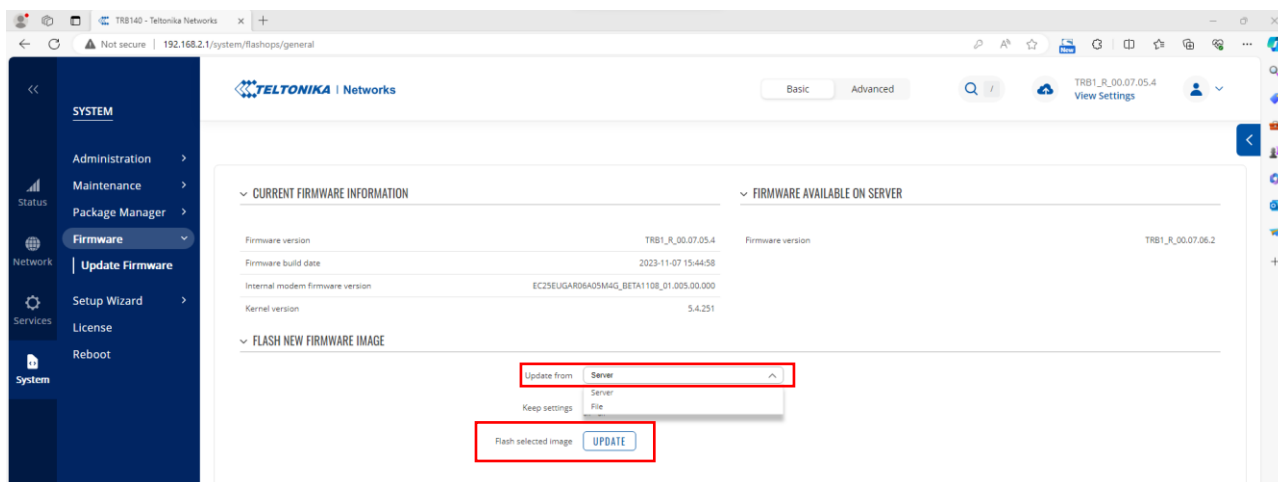 TRB140 - Teltonika Networks
Not secure | 192.168.2.1/system/flashops/general
New
TELTONIKA | Networks
Basic
Advanced
/
TRB1_R_00.07.05.4
View Settings
SYSTEM
Administration
Maintenance
Package Manager
Firmware
Update Firmware
Setup Wizard
License
Reboot
Status
Network
Services
System
CURRENT FIRMWARE INFORMATION
Firmware version TRB1_R_00.07.05.4
Firmware build date 2023-11-07 15:44:58
Internal modem firmware version EC25EUGAR06A05M4G_BETA1108_01.005.00.000
Kernel version 5.4.251
FIRMWARE AVAILABLE ON SERVER
Firmware version TRB1_R_00.07.06.2
FLASH NEW FIRMWARE IMAGE
Update from Server
Server
File
Keep settings
Flash selected image UPDATE